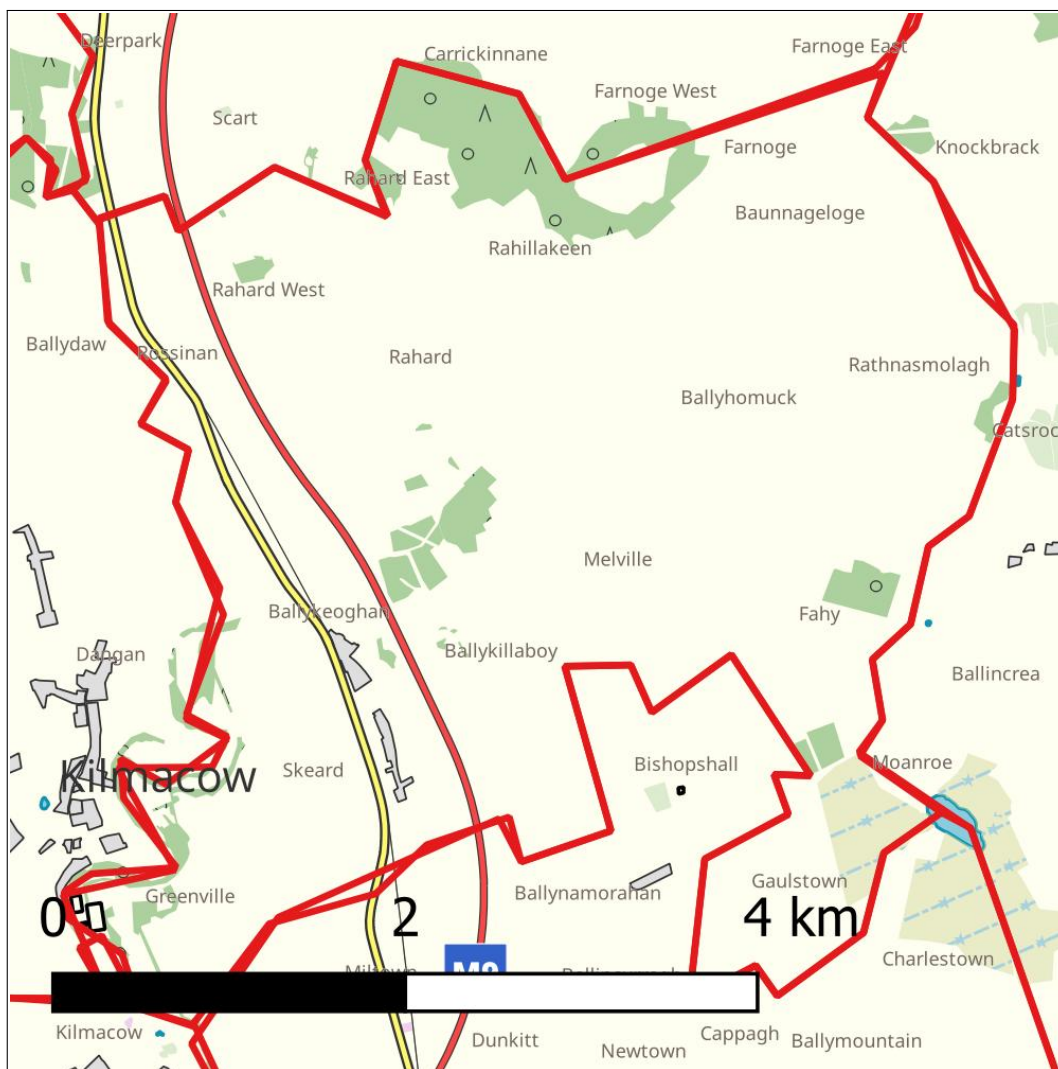 Deerpark
Farnoge East
Carrickinnane
Farnoge West
Scart
Farnoge
Knockbrack
Rahard East
Baunnageloge
Rahillakeen
Rahard West
Ballydaw
Rossinan
Rahard
Rathnasmolagh
Ballyhomuck
Catsroc
Melville
Ballykeoghan
Fahy
Dangan
Ballykillaboy
Ballincrea
Kilmacow
Skeard
Bishopshall
Moanroe
Greenville
Ballynamorahan
Gaulstown
0 2 4 km
Charlestown
M9
Miltown
Kilmacow
Dunkitt
Newtown
Cappagh
Ballymountain